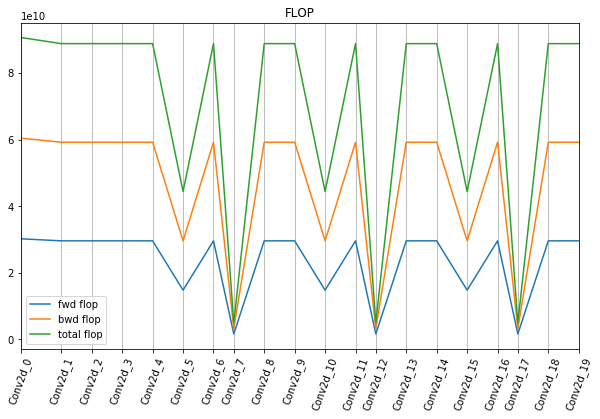 FLOP
1e10
8
6
4
2
0
fwd flop
bwd flop
total flop
Conv2d_0
Conv2d_1
Conv2d_2
Conv2d_3
Conv2d_4
Conv2d_5
Conv2d_6
Conv2d_7
Conv2d_8
Conv2d_9
Conv2d_10
Conv2d_11
Conv2d_12
Conv2d_13
Conv2d_14
Conv2d_15
Conv2d_16
Conv2d_17
Conv2d_18
Conv2d_19